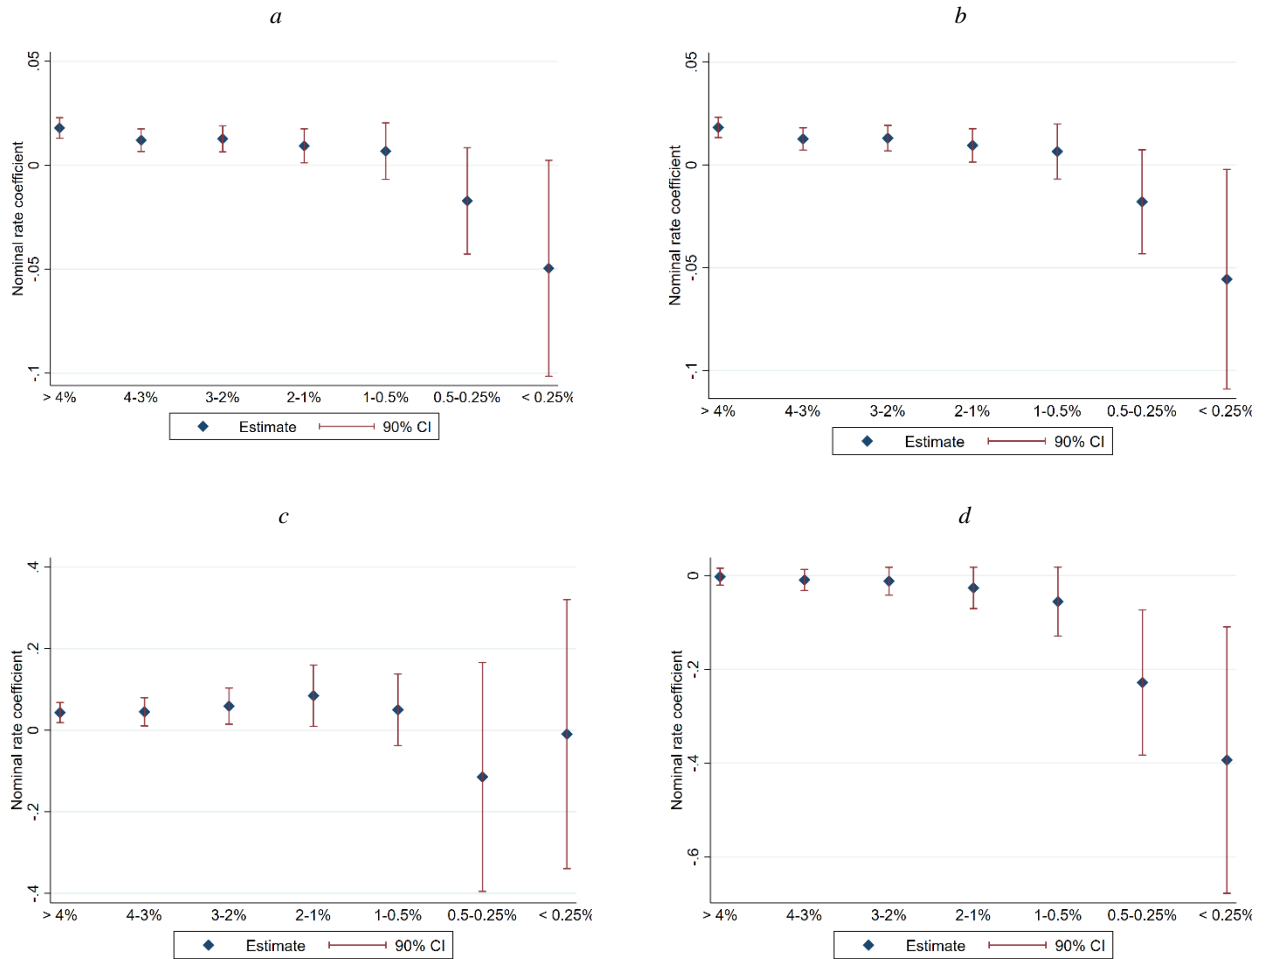 a
Nominal rate coefficient
.05
0
-.05
-.1
> 4% 4-3% 3-2% 2-1% 1-0.5% 0.5-0.25% < 0.25%
Estimate 90% CI
b
Nominal rate coefficient
.05
0
-.05
-.1
> 4% 4-3% 3-2% 2-1% 1-0.5% 0.5-0.25% < 0.25%
Estimate 90% CI
c
Nominal rate coefficient
.4
.2
0
-.2
-.4
> 4% 4-3% 3-2% 2-1% 1-0.5% 0.5-0.25% < 0.25%
Estimate 90% CI
d
Nominal rate coefficient
0
-.2
-.4
-.6
> 4% 4-3% 3-2% 2-1% 1-0.5% 0.5-0.25% < 0.25%
Estimate 90% CI